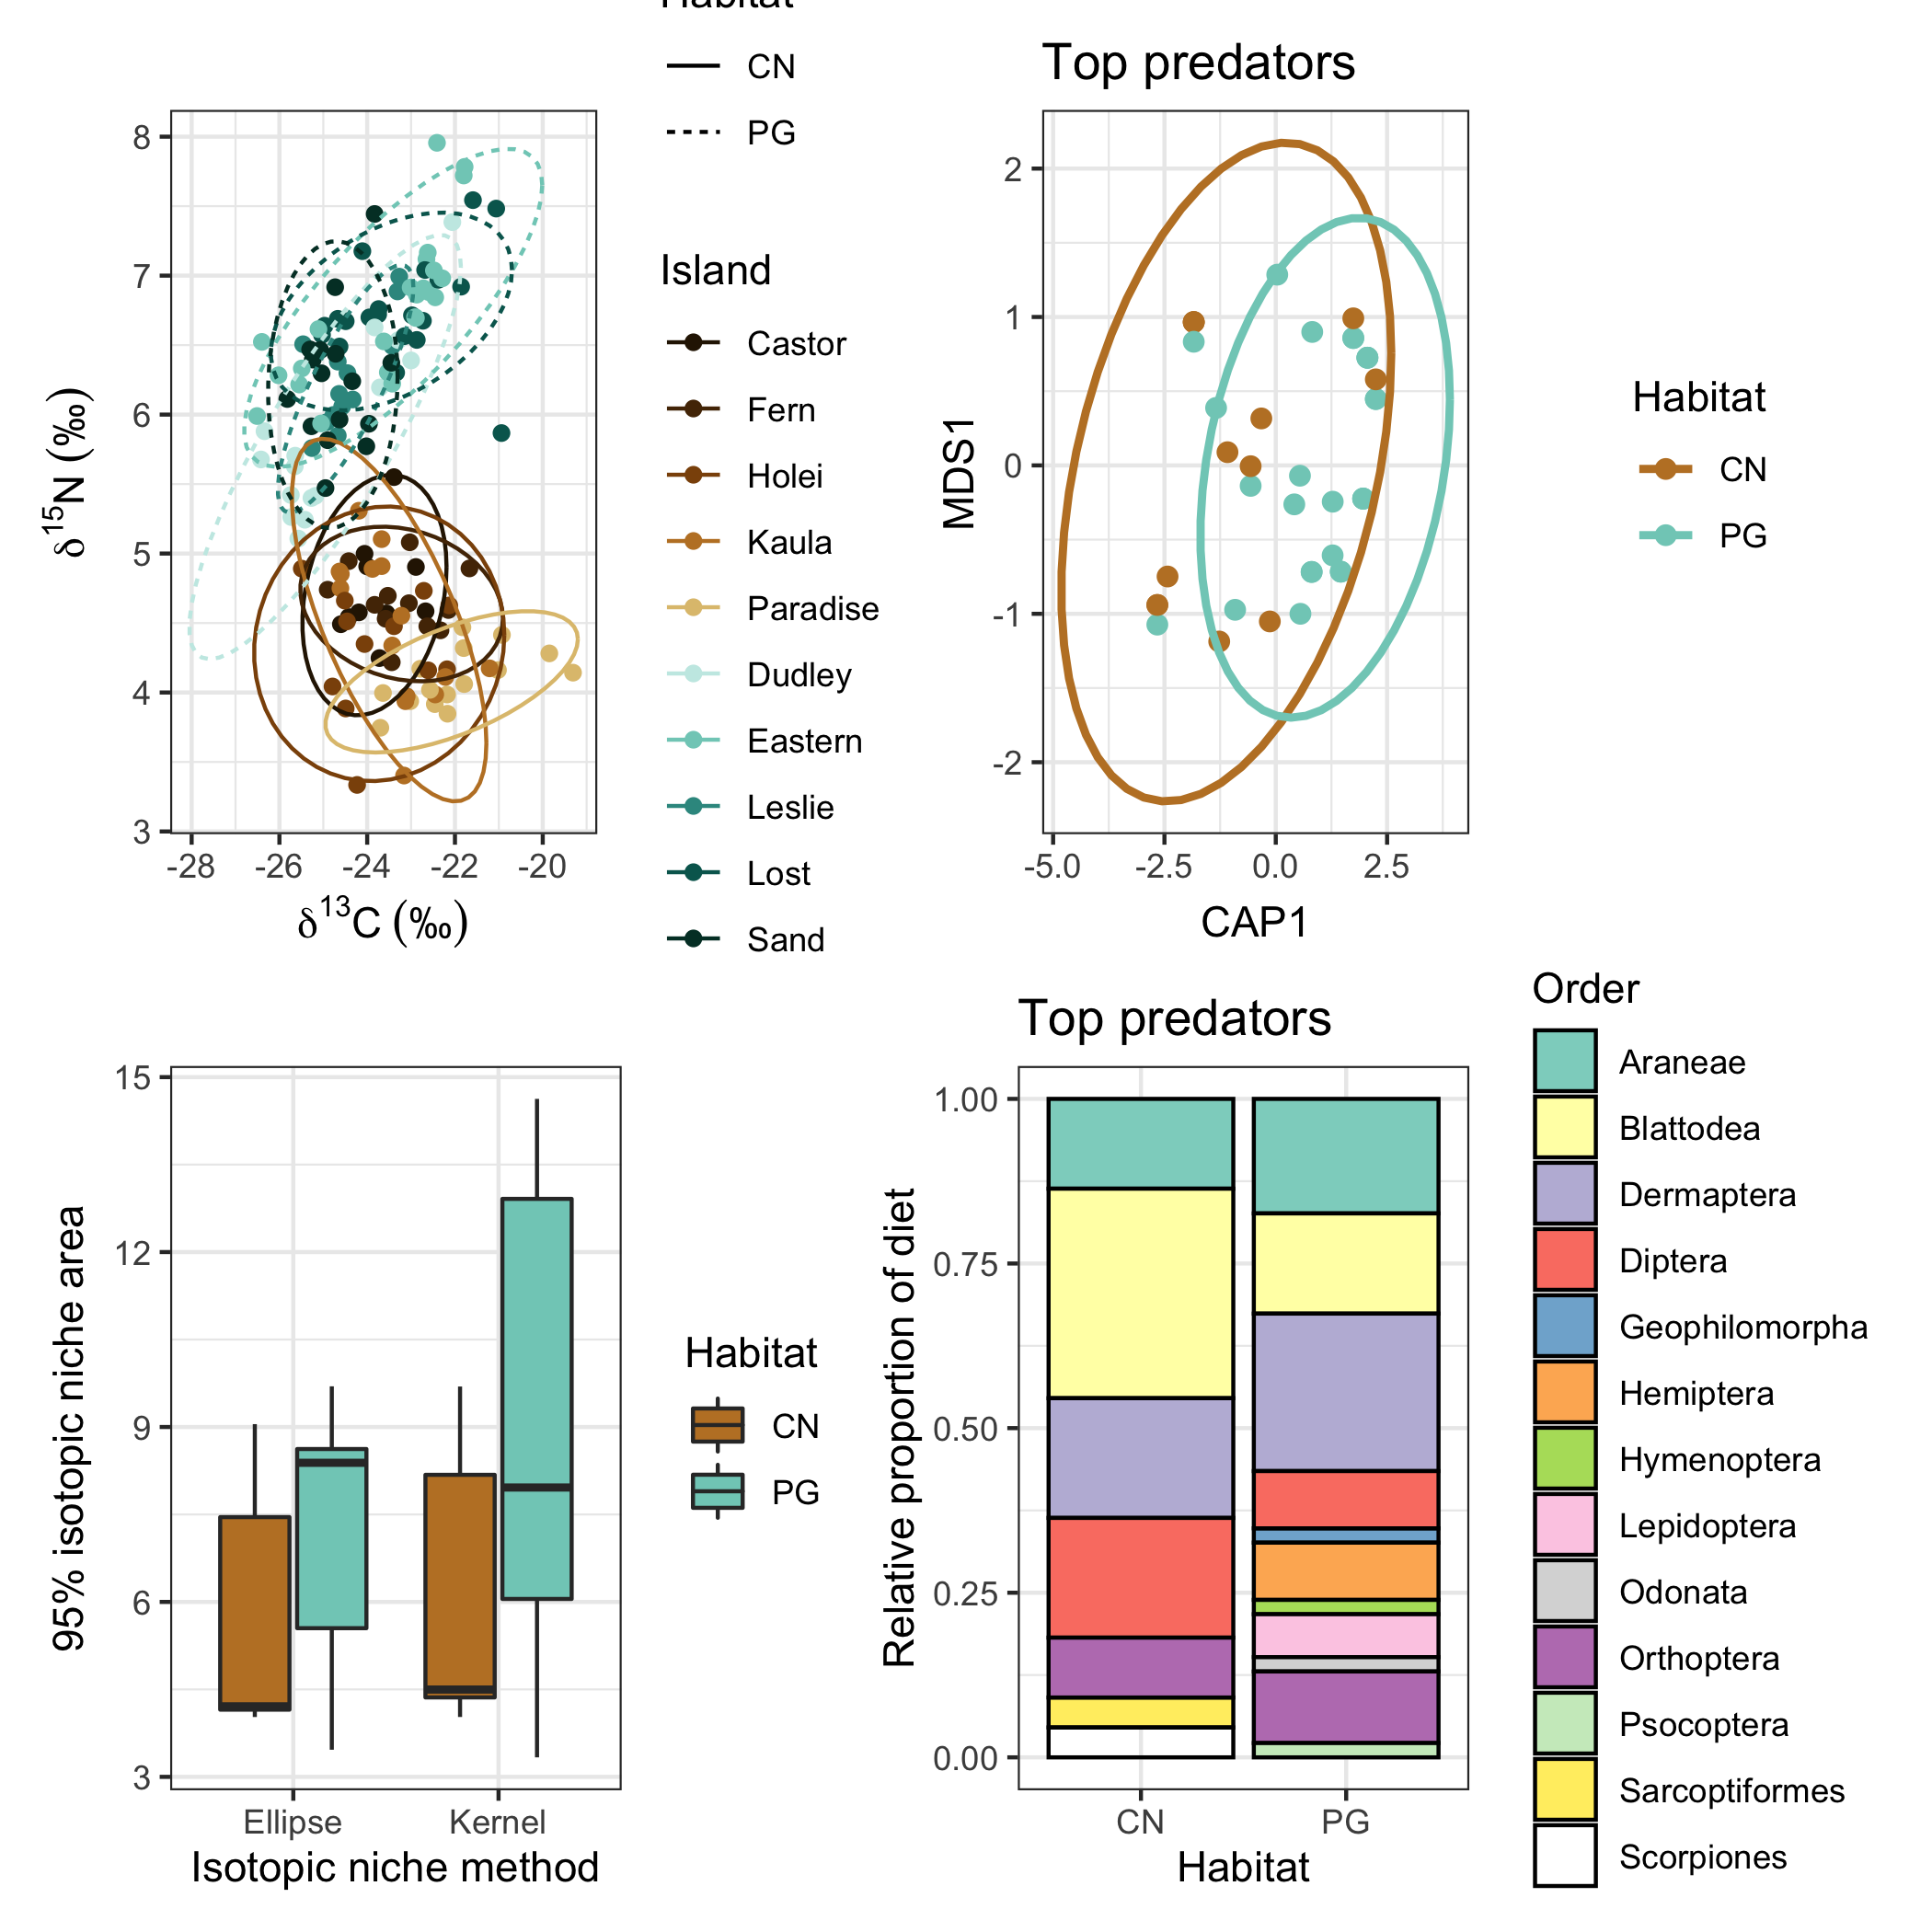 Habitat
CN
PG
Island
Castor
Fern
Holei
Kaula
Paradise
Dudley
Eastern
Leslie
Lost
Sand
8
7
6
5
4
3
-28 -26 -24 -22 -20
δ¹³C (‰)
δ¹⁵N (‰)
Top predators
2
1
0
-1
-2
-5.0 -2.5 0.0 2.5
CAP1
MDS1
Habitat
CN
PG
15
12
9
6
3
Ellipse Kernel
Isotopic niche method
95% isotopic niche area
Habitat
CN
PG
Top predators
1.00
0.75
0.50
0.25
0.00
CN PG
Habitat
Relative proportion of diet
Order
Araneae
Blattodea
Dermaptera
Diptera
Geophilomorpha
Hemiptera
Hymenoptera
Lepidoptera
Odonata
Orthoptera
Psocoptera
Sarcoptiformes
Scorpiones